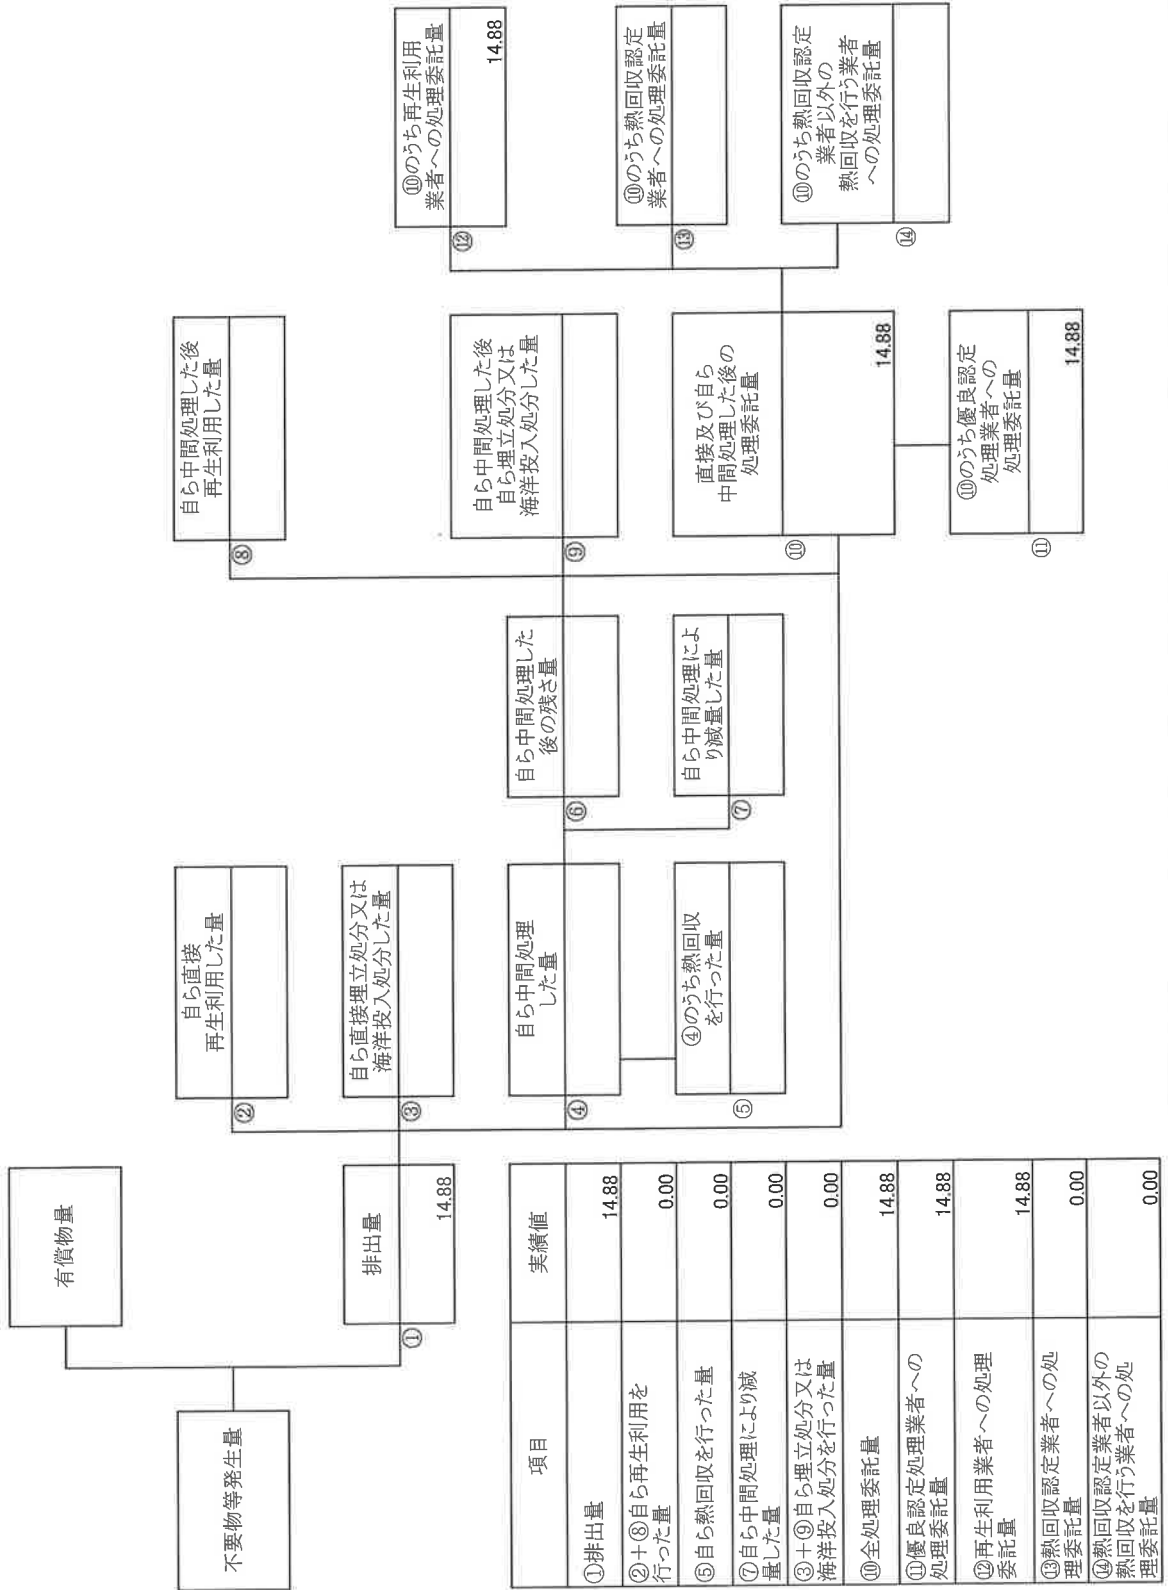 不要物等発生量
有償物量
排出量
①
14.88
自ら直接
再生利用した量
②
自ら直接埋立処分又は
海洋投入処分した量
③
自ら中間処理
した量
④
④のうち熱回収
を行った量
⑤
自ら中間処理した
後の残さ量
⑥
自ら中間処理によ
り減量した量
⑦
自ら中間処理した後
再生利用した量
⑧
自ら中間処理した後
自ら埋立処分又は
海洋投入処分した量
⑨
直接及び自ら
中間処理した後の
処理委託量
⑩
14.88
⑩のうち優良認定
処理業者への
処理委託量
⑪
14.88
⑩のうち再生利用
業者への処理委託量
⑫
14.88
⑩のうち熱回収認定
業者への処理委託量
⑬
⑩のうち熱回収認定
業者以外の
熱回収を行う業者
への処理委託量
⑭
項目 実績値
①排出量 14.88
②+⑧自ら再生利用を
行った量 0.00
⑤自ら熱回収を行った量 0.00
⑦自ら中間処理により減
量した量 0.00
③+⑨自ら埋立処分又は
海洋投入処分を行った量 0.00
⑩全処理委託量 14.88
⑪優良認定処理業者への
処理委託量 14.88
⑫再生利用業者への処理
委託量 14.88
⑬熱回収認定業者への処
理委託量 0.00
⑭熱回収認定業者以外の
熱回収を行う業者への処
理委託量 0.00